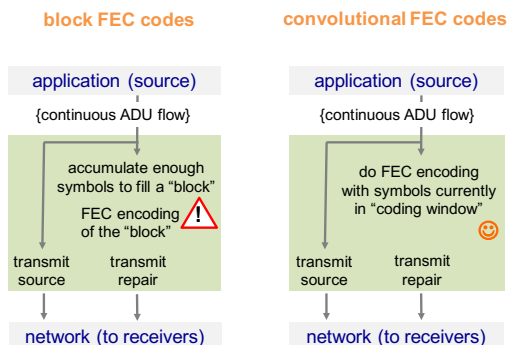 block FEC codes
application (source)
{continuous ADU flow}
accumulate enough
symbols to fill a “block”
FEC encoding
of the “block”
!
transmit
source
transmit
repair
network (to receivers)
convolutional FEC codes
application (source)
{continuous ADU flow}
do FEC encoding
with symbols currently
in “coding window”
transmit
source
transmit
repair
network (to receivers)